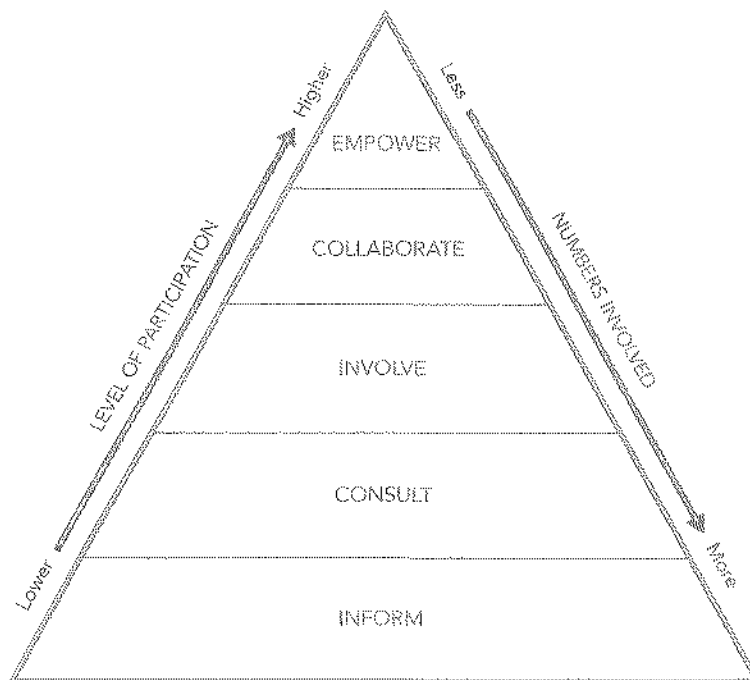 Higher
Less
EMPOWER
COLLABORATE
LEVEL OF PARTICIPATION
NUMBERS INVOLVED
INVOLVE
CONSULT
Lower
More
INFORM